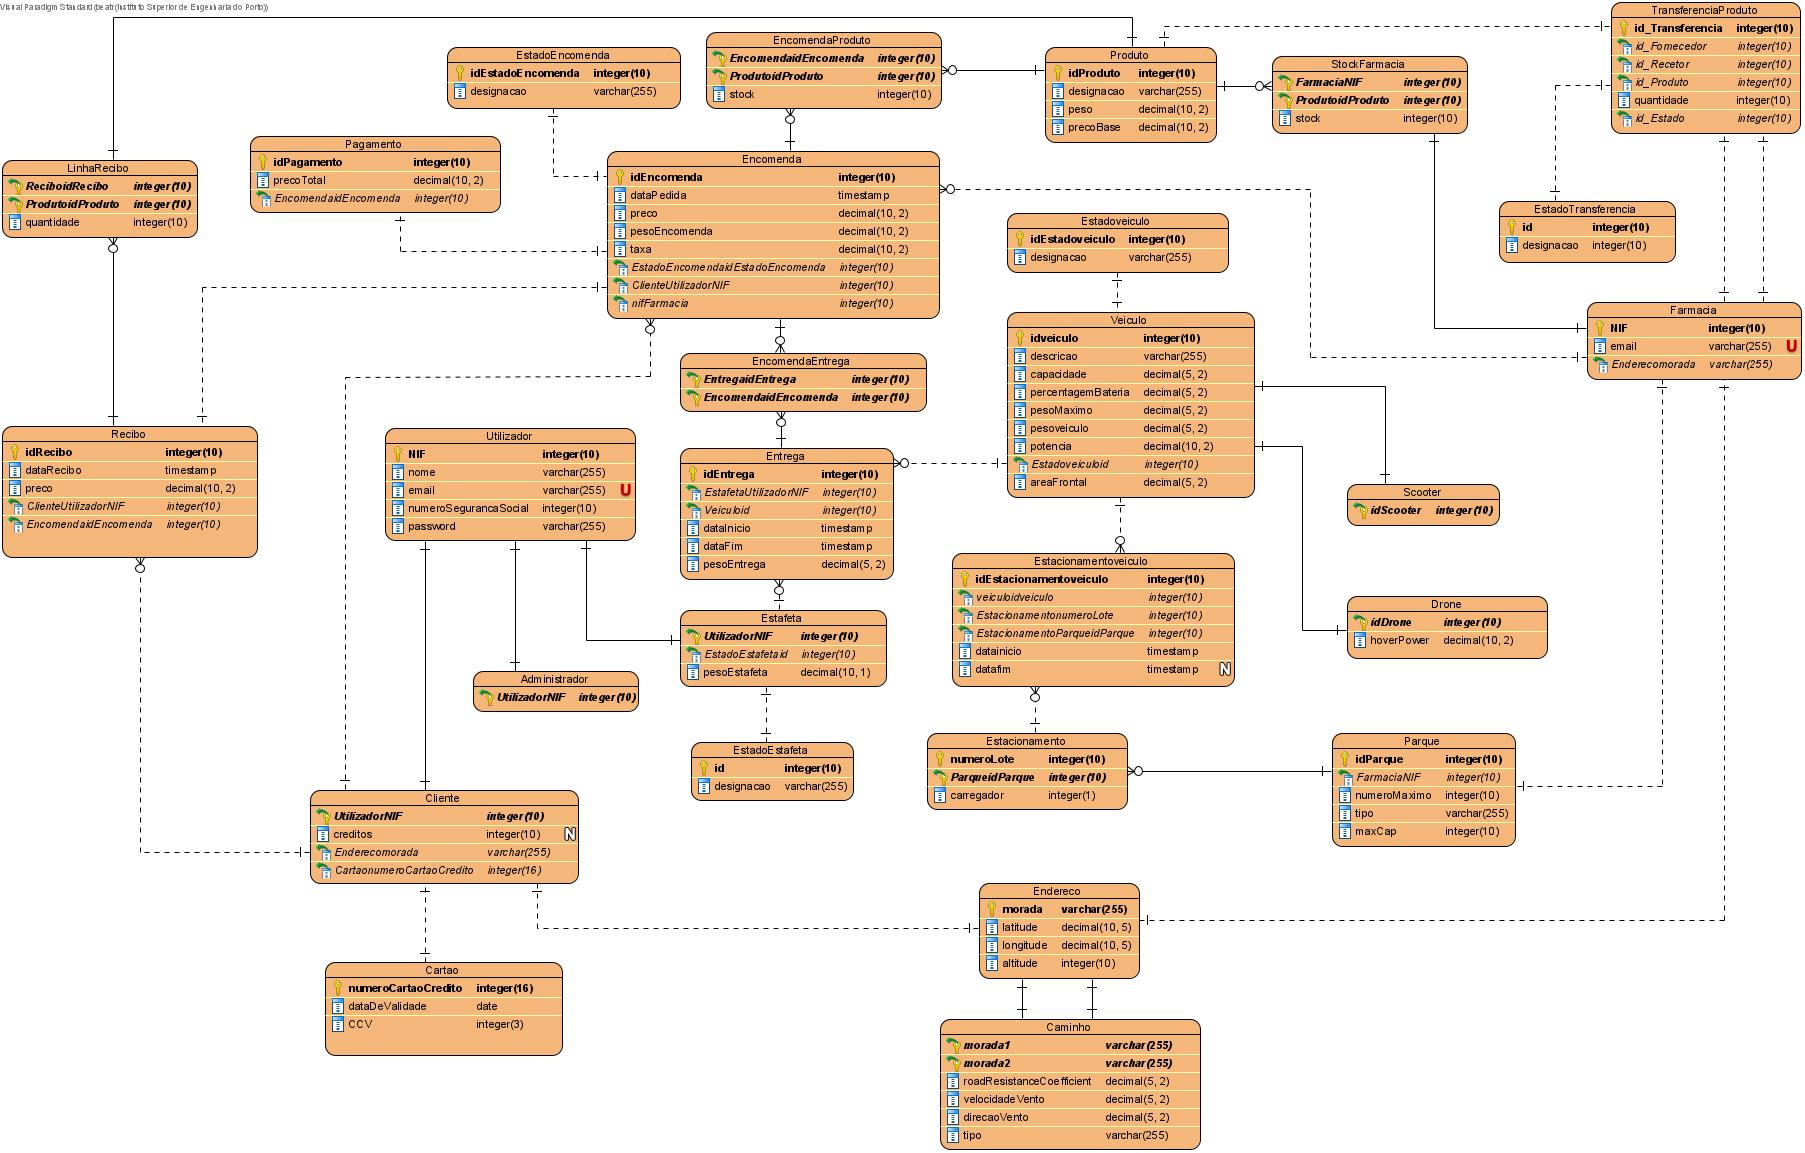 Visual Paradigm Standard(beatr(Instituto Superior de Engenharia do Porto))
TransferenciaProduto
id_Transferencia integer(10)
id_Fornecedor integer(10)
id_Recetor integer(10)
id_Produto integer(10)
quantidade integer(10)
id_Estado integer(10)
EstadoEncomenda
idEstadoEncomenda integer(10)
designacao varchar(255)
EncomendaProduto
EncomendaidEncomenda integer(10)
ProdutoidProduto integer(10)
stock integer(10)
Produto
idProduto integer(10)
designacao varchar(255)
peso decimal(10, 2)
precoBase decimal(10, 2)
StockFarmacia
FarmaciaNIF integer(10)
ProdutoidProduto integer(10)
stock integer(10)
LinhaRecibo
ReciboidRecibo integer(10)
ProdutoidProduto integer(10)
quantidade integer(10)
Pagamento
idPagamento integer(10)
precoTotal decimal(10, 2)
EncomendaidEncomenda integer(10)
Encomenda
idEncomenda integer(10)
dataPedida timestamp
preco decimal(10, 2)
pesoEncomenda decimal(10, 2)
taxa decimal(10, 2)
EstadoEncomendaidEstadoEncomenda integer(10)
ClienteUtilizadorNIF integer(10)
nifFarmacia integer(10)
Estadoveiculo
idEstadoveiculo integer(10)
designacao varchar(255)
EstadoTransferencia
id integer(10)
designacao integer(10)
Farmacia
NIF integer(10)
email varchar(255) U
Enderecomorada varchar(255)
Veiculo
idveiculo integer(10)
descricao varchar(255)
capacidade decimal(5, 2)
percentagemBateria decimal(5, 2)
pesoMaximo decimal(5, 2)
pesoveiculo decimal(5, 2)
potencia decimal(10, 2)
Estadoveiculoid integer(10)
areaFrontal decimal(5, 2)
EncomendaEntrega
EntregaidEntrega integer(10)
EncomendaidEncomenda integer(10)
Recibo
idRecibo integer(10)
dataRecibo timestamp
preco decimal(10, 2)
ClienteUtilizadorNIF integer(10)
EncomendaidEncomenda integer(10)
Utilizador
NIF integer(10)
nome varchar(255)
email varchar(255) U
numeroSegurancaSocial integer(10)
password varchar(255)
Entrega
idEntrega integer(10)
EstafetaUtilizadorNIF integer(10)
Veiculoid integer(10)
dataInicio timestamp
dataFim timestamp
pesoEntrega decimal(5, 2)
Scooter
idScooter integer(10)
Estacionamentoveiculo
idEstacionamentoveiculo integer(10)
veiculoidveiculo integer(10)
EstacionamentonumeroLote integer(10)
EstacionamentoParqueidParque integer(10)
datainicio timestamp
datafim timestamp N
Drone
idDrone integer(10)
hoverPower decimal(10, 2)
Estafeta
UtilizadorNIF integer(10)
EstadoEstafetaid integer(10)
pesoEstafeta decimal(10, 1)
Administrador
UtilizadorNIF integer(10)
EstadoEstafeta
id integer(10)
designacao varchar(255)
Estacionamento
numeroLote integer(10)
ParqueidParque integer(10)
carregador integer(1)
Parque
idParque integer(10)
FarmaciaNIF integer(10)
numeroMaximo integer(10)
tipo varchar(255)
maxCap integer(10)
Cliente
UtilizadorNIF integer(10)
creditos integer(10) N
Enderecomorada varchar(255)
CartaonumeroCartaoCredito integer(16)
Endereco
morada varchar(255)
latitude decimal(10, 5)
longitude decimal(10, 5)
altitude integer(10)
Cartao
numeroCartaoCredito integer(16)
dataDeValidade date
CCV integer(3)
Caminho
morada1 varchar(255)
morada2 varchar(255)
roadResistanceCoefficient decimal(5, 2)
velocidadeVento decimal(5, 2)
direcaoVento decimal(5, 2)
tipo varchar(255)